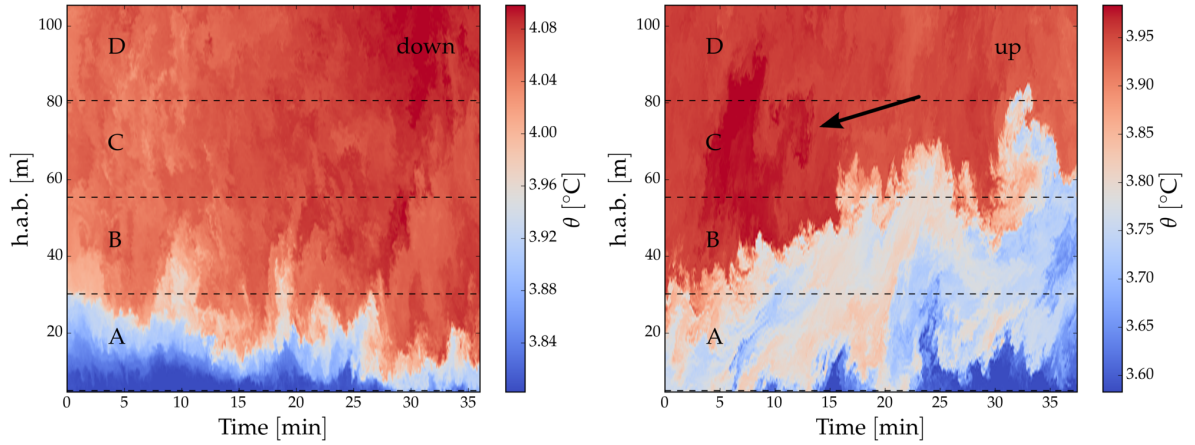 100
80
60
40
20
h.a.b. [m]
D
C
B
A
down
0 5 10 15 20 25 30 35
Time [min]
4.08
4.04
4.00
3.96
3.92
3.88
3.84
θ [°C]
100
80
60
40
20
h.a.b. [m]
D
C
B
A
up
0 5 10 15 20 25 30 35
Time [min]
3.95
3.90
3.85
3.80
3.75
3.70
3.65
3.60
θ [°C]